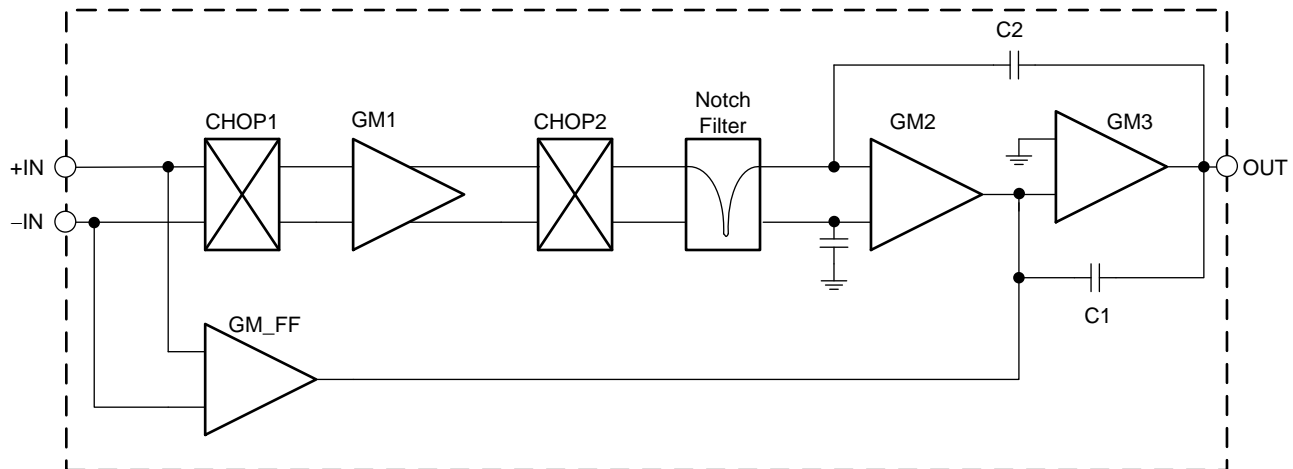 C2
Notch
Filter
CHOP1
GM1
CHOP2
GM2
GM3
+IN
OUT
−IN
C1
GM_FF